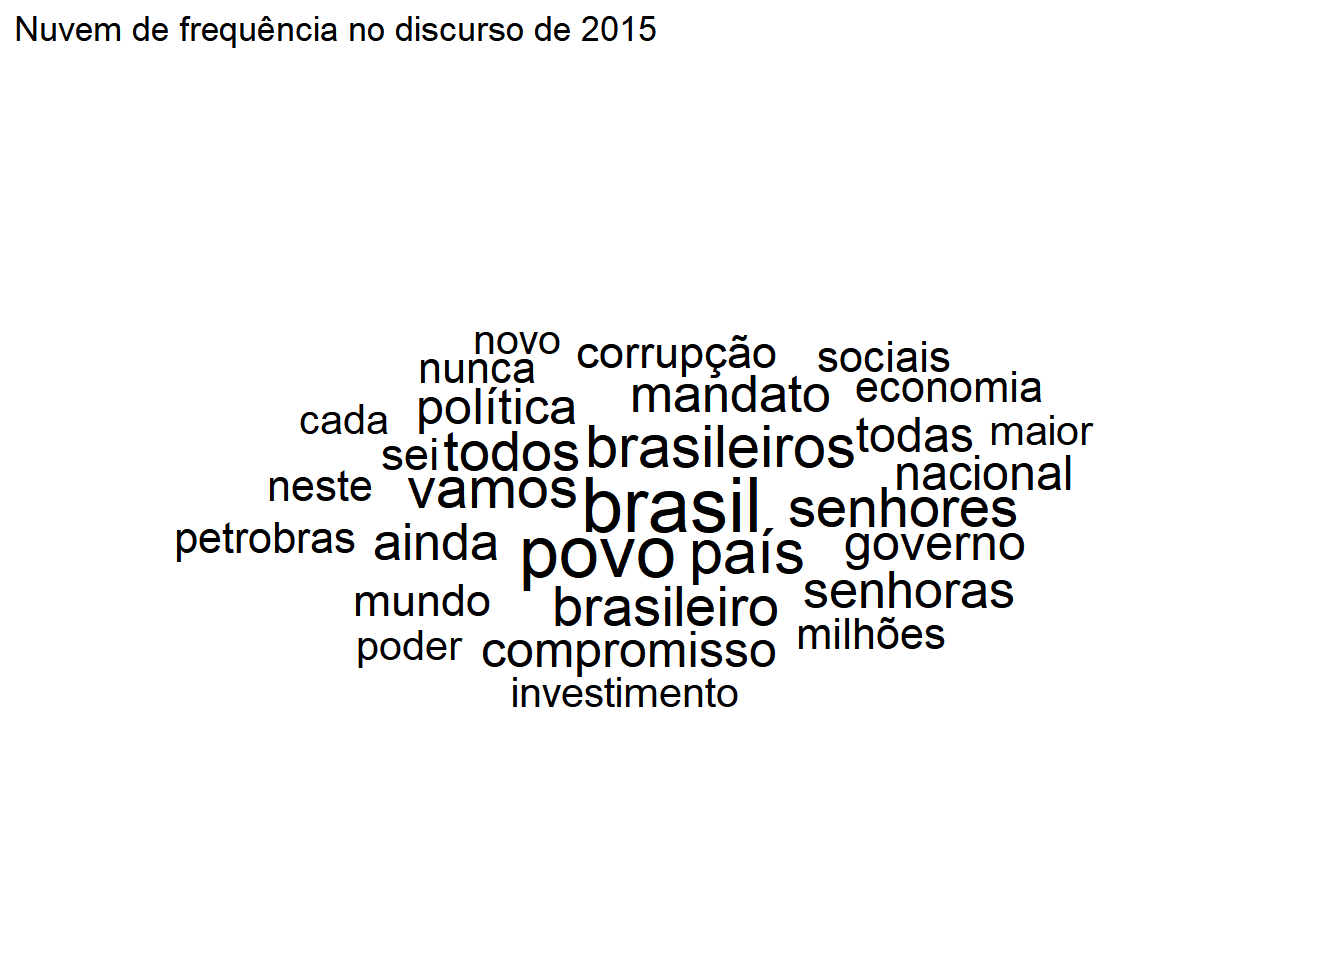 Nuvem de frequência no discurso de 2015
novo
corrupção
sociais
nunca
mandato
economia
política
cada
todas
maior
sei
todos
brasileiros
nacional
neste
vamos
brasil
senhores
petrobras
ainda
povo
país
governo
mundo
brasileiro
senhoras
poder
compromisso
milhões
investimento